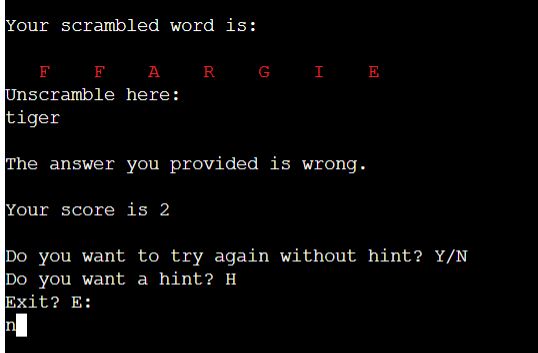 Your scrambled word is:
F F A R G I E
Unscramble here:
tiger
The answer you provided is wrong.
Your score is 2
Do you want to try again without hint? Y/N
Do you want a hint? H
Exit? E:
n